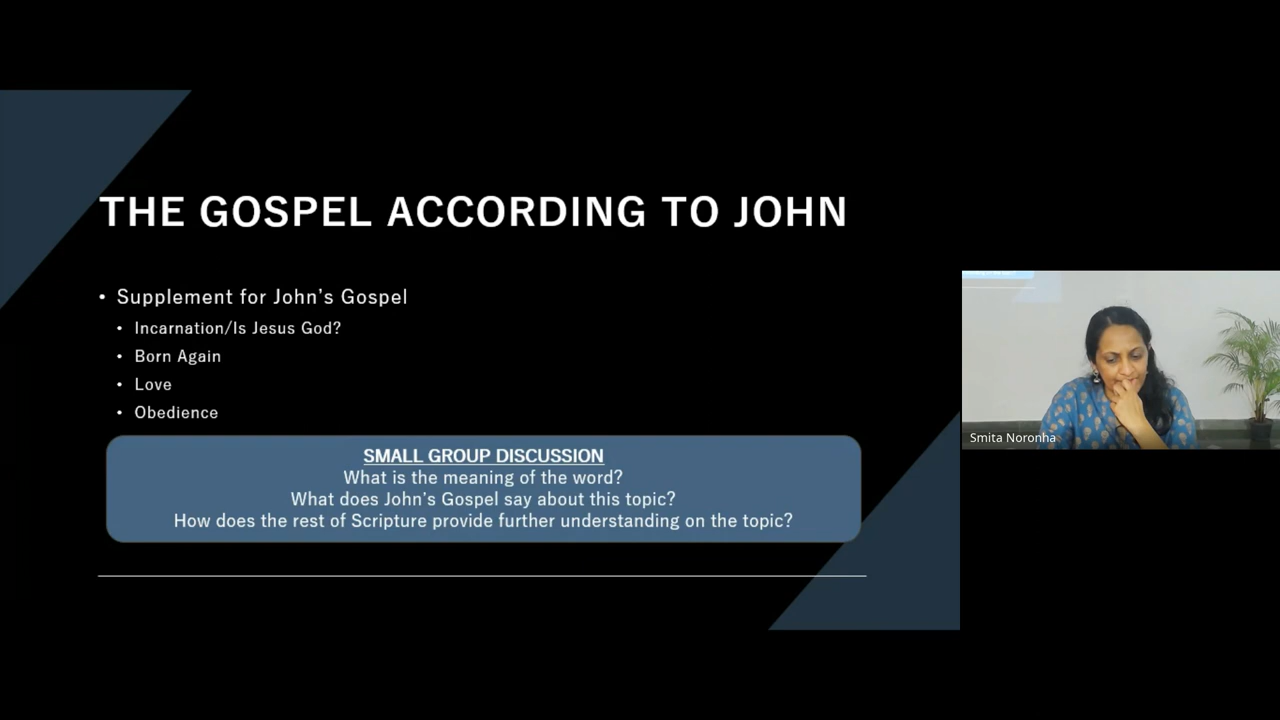 THE GOSPEL ACCORDING TO JOHN
• Supplement for John's Gospel
• Incarnation/Is Jesus God?
• Born Again
• Love
• Obedience
SMALL GROUP DISCUSSION
What is the meaning of the word?
What does John's Gospel say about this topic?
How does the rest of Scripture provide further understanding on the topic?
Smita Noronha